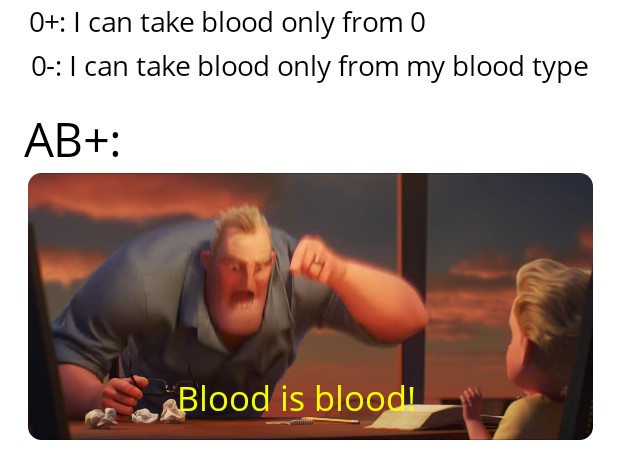 0+: I can take blood only from 0
0-: I can take blood only from my blood type
AB+:
Blood is blood!